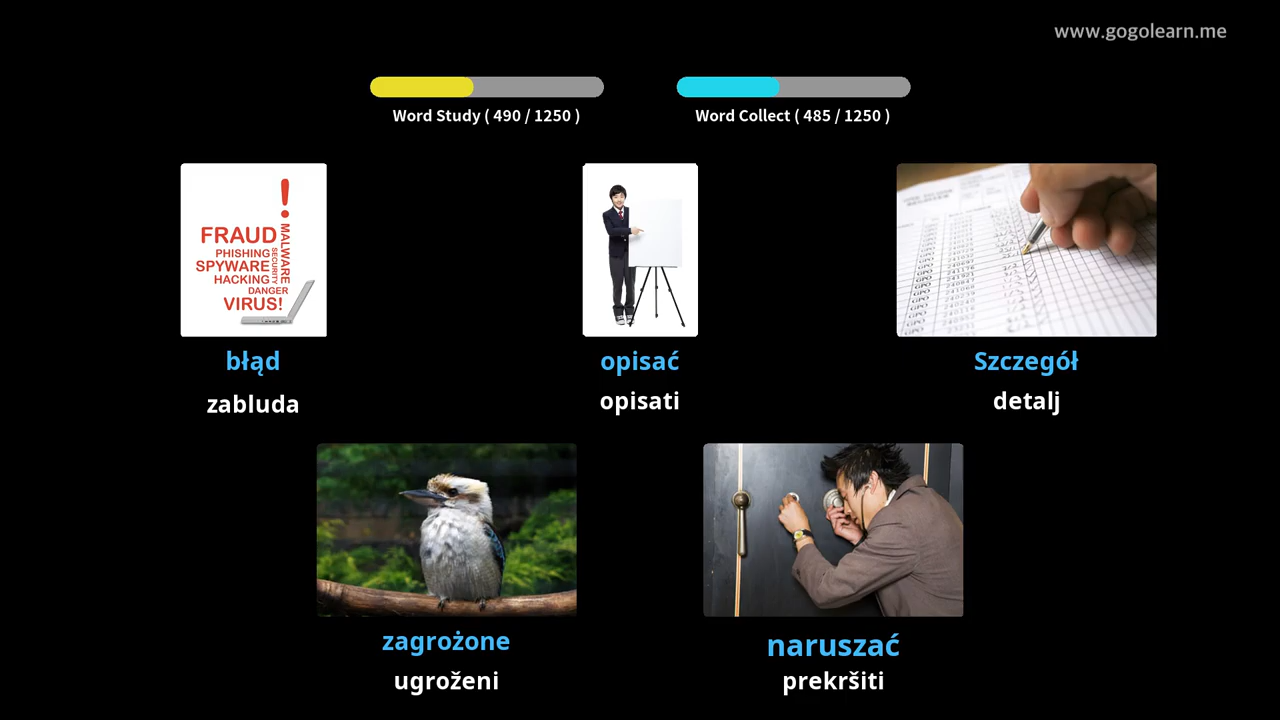 www.gogolearn.me
Word Study ( 490 / 1250 )
Word Collect ( 485 / 1250 )
!
FRAUD
MALWARE
PHISHING
SECURITY
SPYWARE
HACKING
DANGER
VIRUS!
błąd
opisać
Szczegół
zabluda
opisati
detalj
zagrożone
naruszać
ugroženi
prekršiti